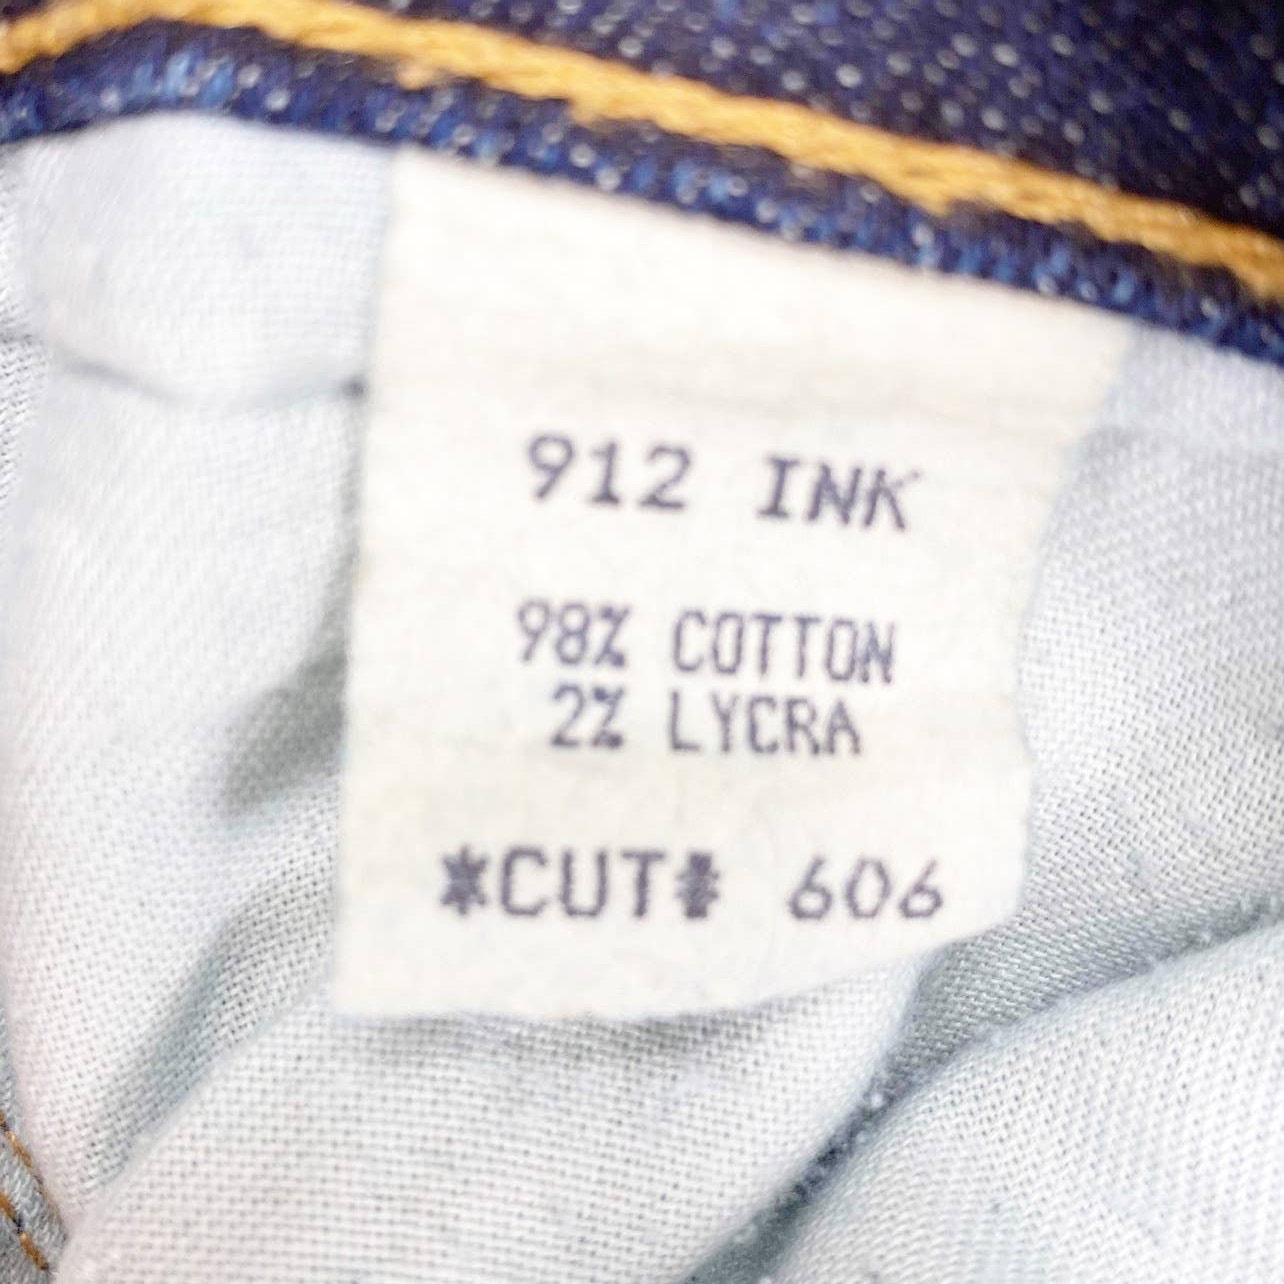 912 INK
98% COTTON
2% LYCRA
*CUT# 606